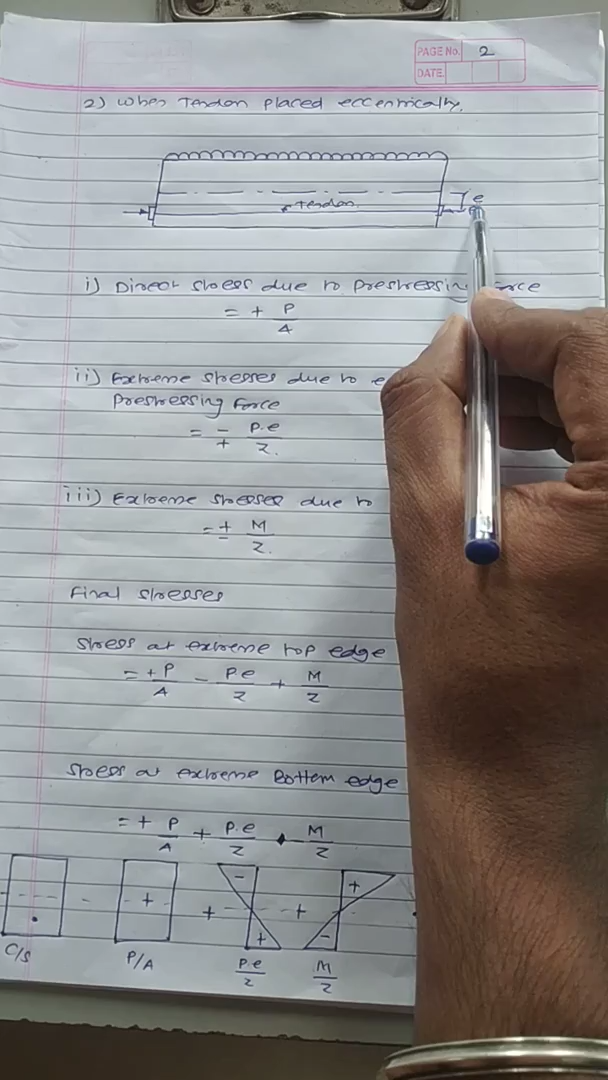 PAGE No. 2
DATE
2) When Tendon placed eccentrically.
e
Tendon
i) Direct stress due to prestressing
= + P/A
ii) Extreme stresses due to
prestressing Force
= ∓ P.e/Z.
iii) Extreme stresses due to
= ± M/Z.
Final stresses
Stress at extreme top edge
= +P/A - P.e/Z + M/Z
Stress at extreme Bottom edge
= + P/A + P.e/Z - M/Z
- + + - + + + -
C/S P/A P.e/Z M/Z